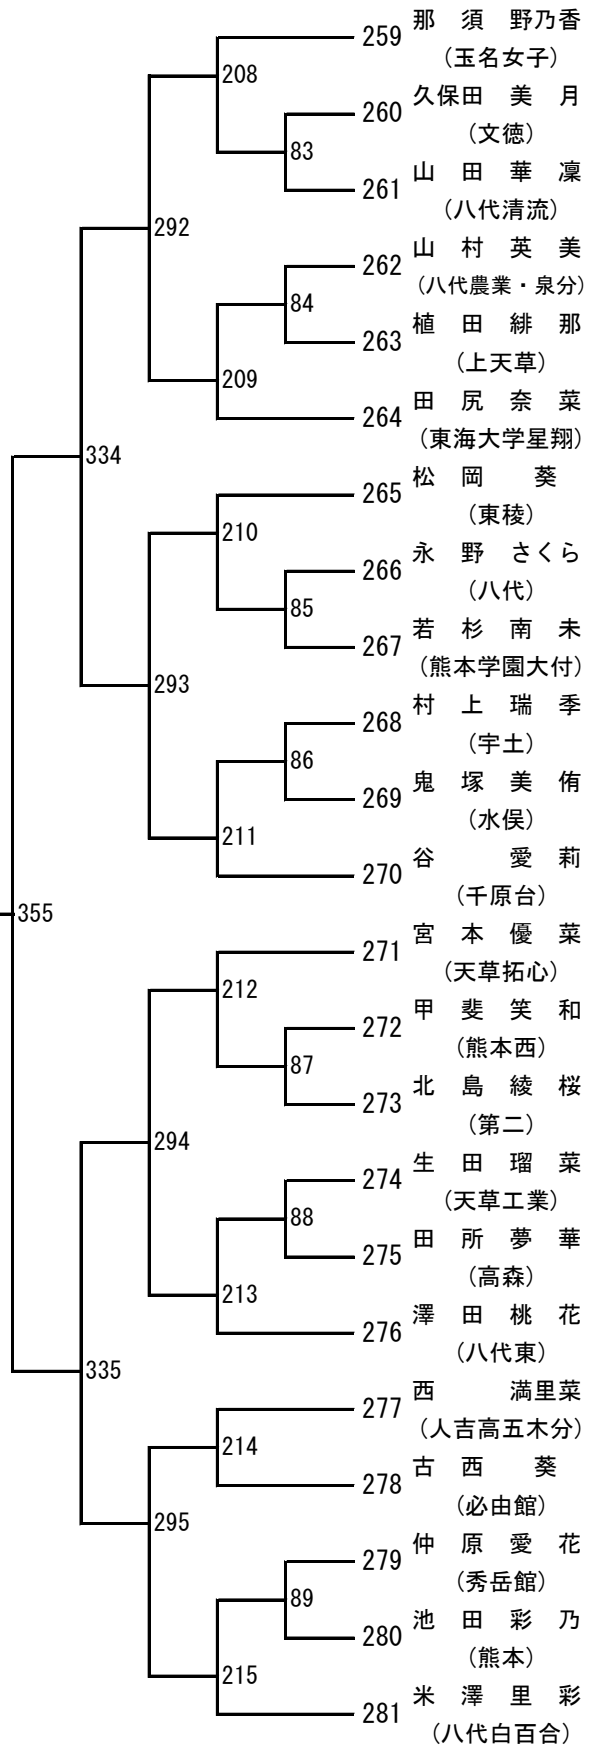 259 那 須 野乃香
(玉名女子)
208
260 久保田 美 月
(文徳)
83
261 山 田 華 凜
(八代清流)
292
262 山 村 英 美
(八代農業・泉分)
84
263 植 田 緋 那
(上天草)
209
264 田 尻 奈 菜
(東海大学星翔)
334
265 松 岡 葵
(東稜)
210
266 永 野 さくら
(八代)
85
267 若 杉 南 未
(熊本学園大付)
293
268 村 上 瑞 季
(宇土)
86
269 鬼 塚 美 侑
(水俣)
211
270 谷 愛 莉
(千原台)
355
271 宮 本 優 菜
(天草拓心)
212
272 甲 斐 笑 和
(熊本西)
87
273 北 島 綾 桜
(第二)
294
274 生 田 瑠 菜
(天草工業)
88
275 田 所 夢 華
(高森)
213
276 澤 田 桃 花
(八代東)
335
277 西 満里菜
(人吉高五木分)
214
278 古 西 葵
(必由館)
295
279 仲 原 愛 花
(秀岳館)
89
280 池 田 彩 乃
(熊本)
215
281 米 澤 里 彩
(八代白百合)